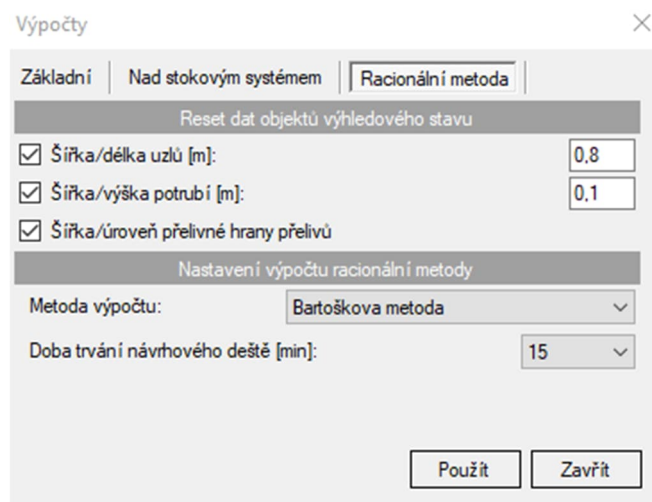 Výpočty
Základní Nad stokovým systémem Racionální metoda
Reset dat objektů výhledového stavu
Šířka/délka uzlů [m]: 0,8
Šířka/výška potrubí [m]: 0,1
Šířka/úroveň přelivné hrany přelivů
Nastavení výpočtu racionální metody
Metoda výpočtu: Bartoškova metoda
Doba trvání návrhového deště [min]: 15
Použít Zavřít